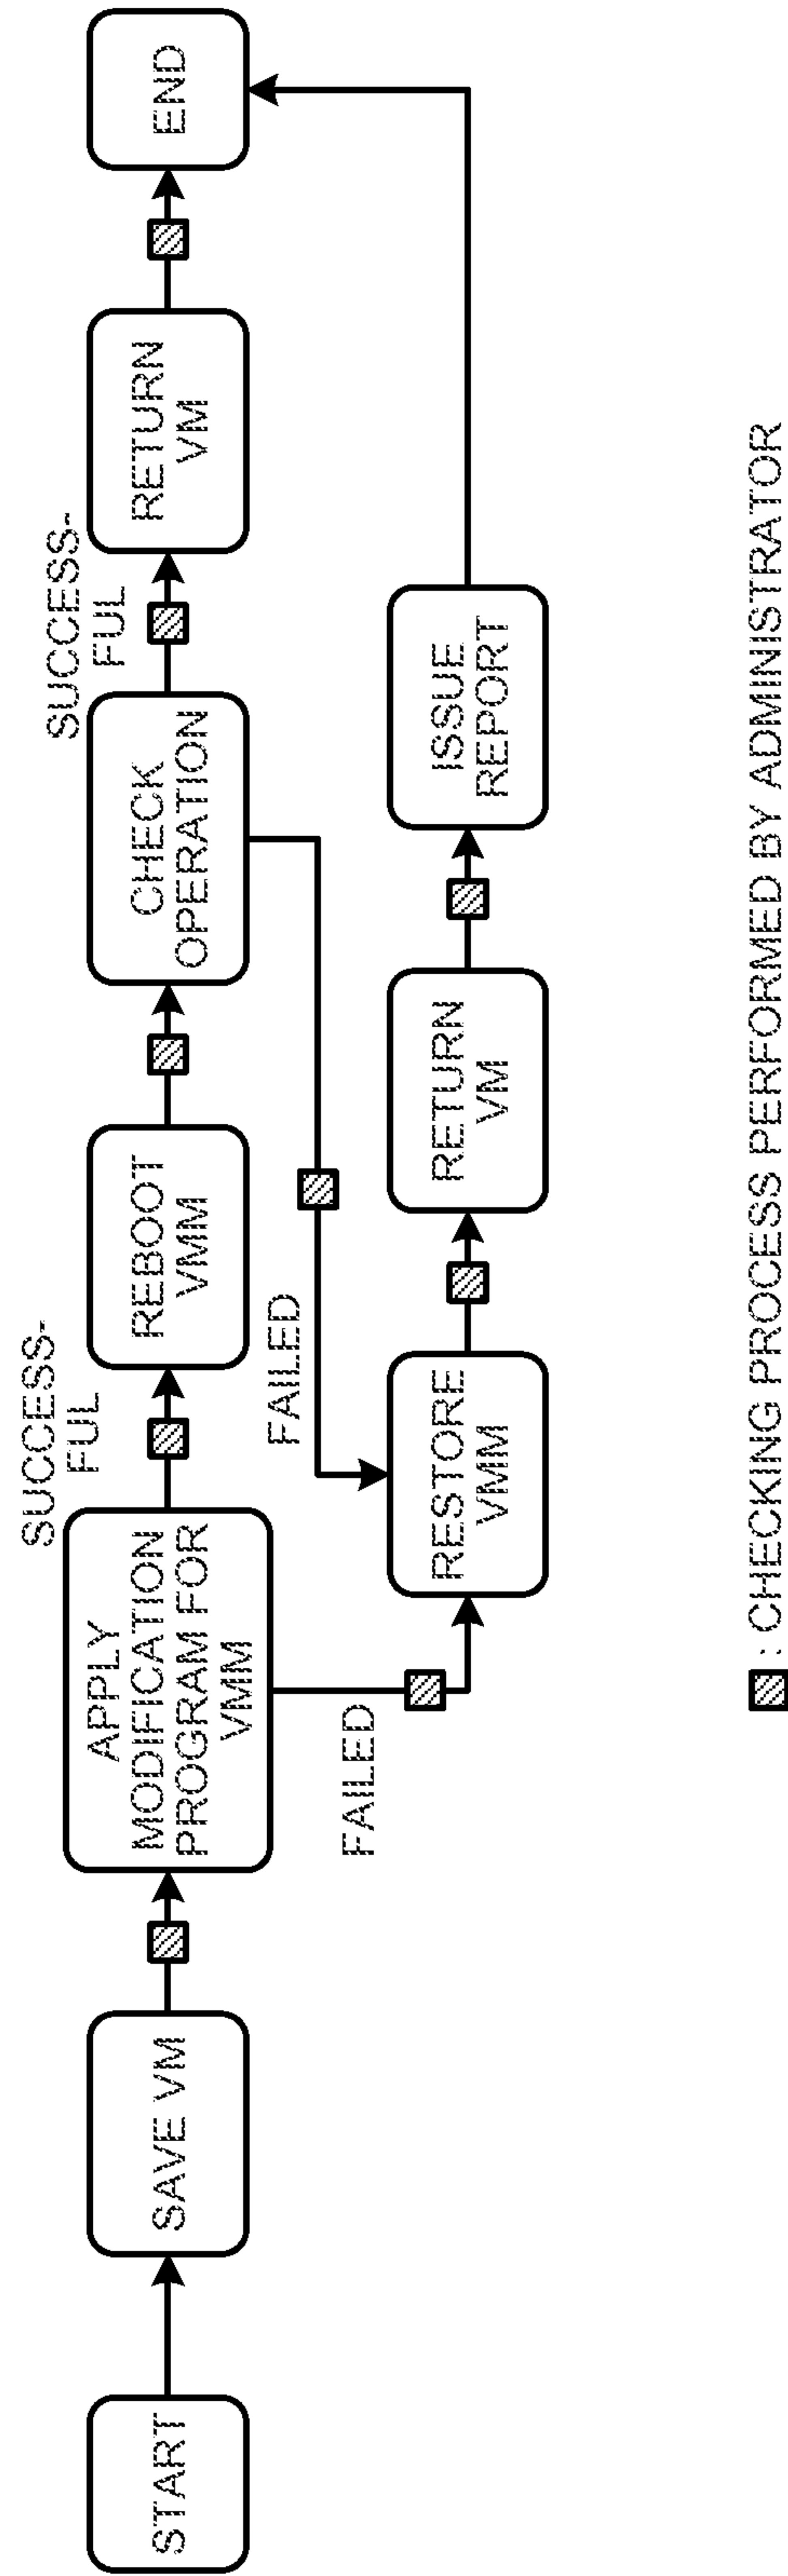 START
SAVE VM
APPLY
MODIFICATION
PROGRAM FOR
VMM
SUCCESS-
FUL
REBOOT
VMM
CHECK
OPERATION
SUCCESS-
FUL
RETURN
VM
END
FAILED
FAILED
RESTORE
VMM
RETURN
VM
ISSUE
REPORT
: CHECKING PROCESS PERFORMED BY ADMINISTRATOR